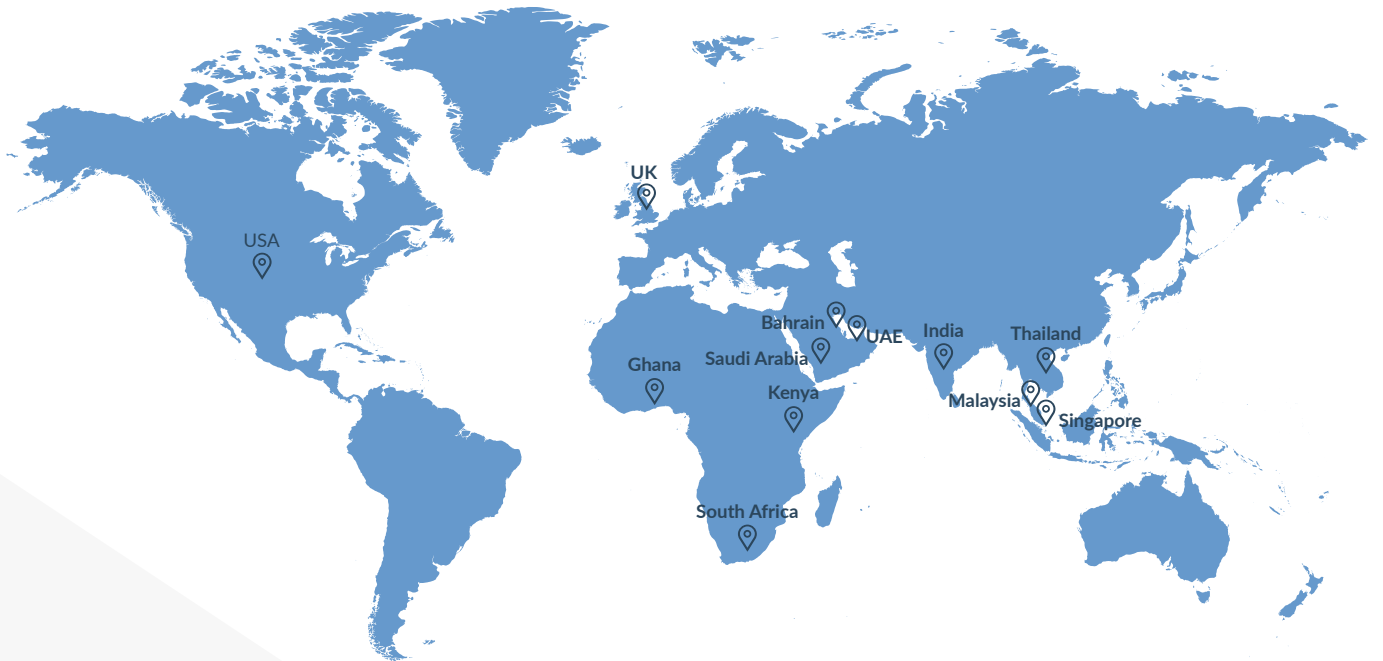 UK
USA
Bahrain
UAE
India
Thailand
Saudi Arabia
Ghana
Kenya
Malaysia
Singapore
South Africa